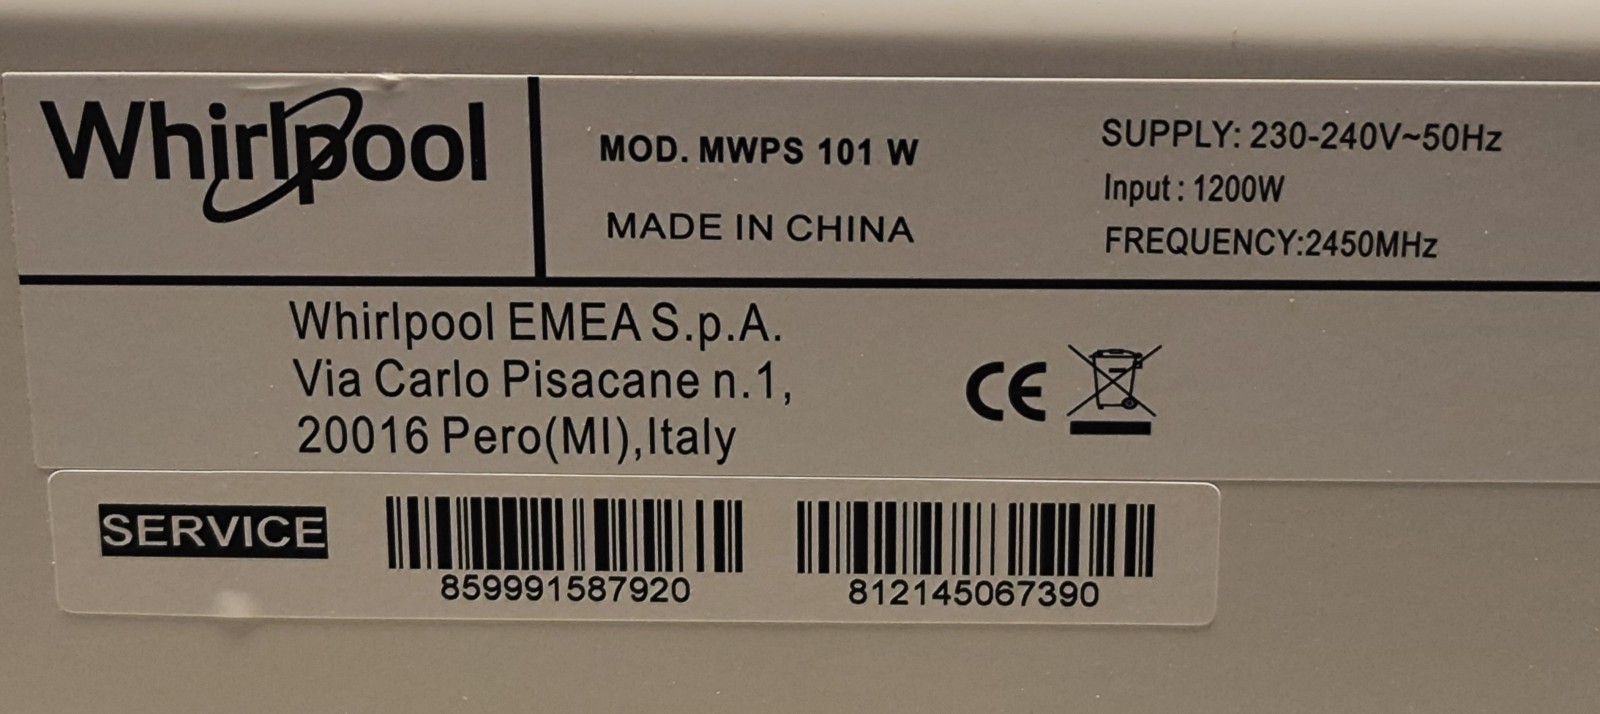 Whirlpool
MOD. MWPS 101 W
MADE IN CHINA
SUPPLY: 230-240V~50Hz
Input: 1200W
FREQUENCY:2450MHz
Whirlpool EMEA S.p.A.
Via Carlo Pisacane n.1,
20016 Pero(MI),Italy
CE
SERVICE
859991587920
812145067390